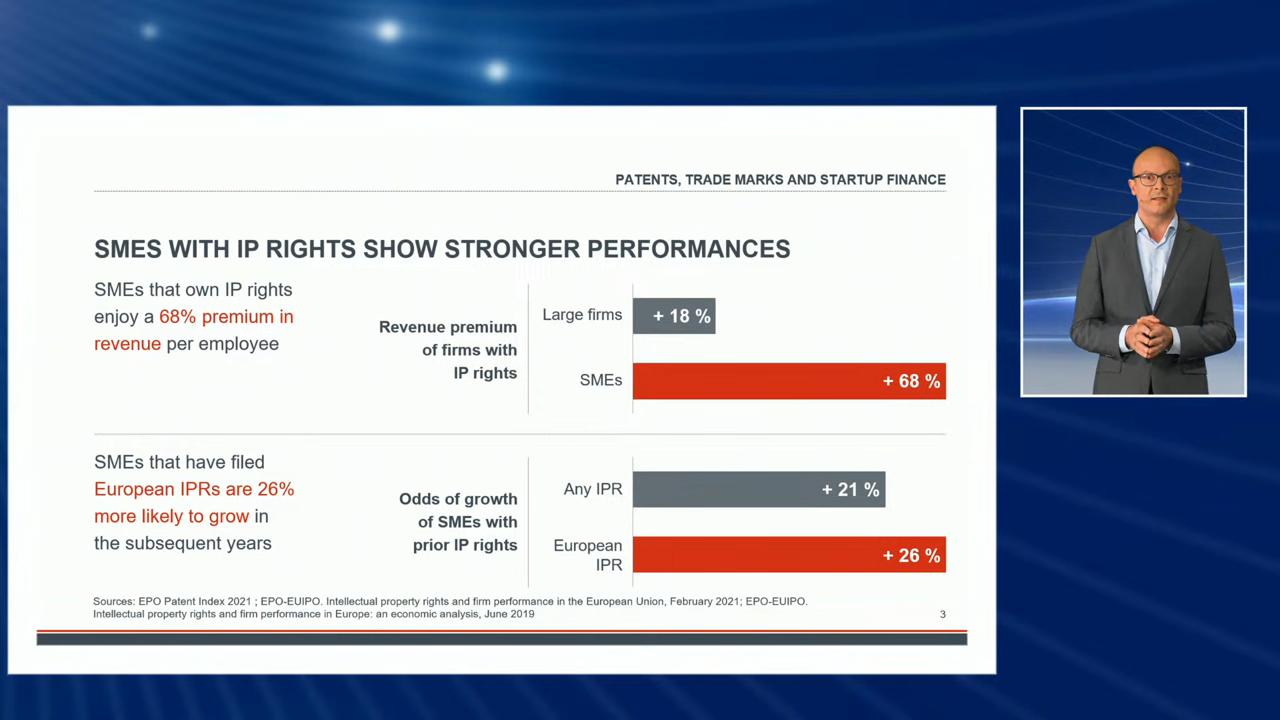 PATENTS, TRADE MARKS AND STARTUP FINANCE
SMES WITH IP RIGHTS SHOW STRONGER PERFORMANCES
SMEs that own IP rights
enjoy a 68% premium in
revenue per employee
Revenue premium
of firms with
IP rights
Large firms
+ 18 %
SMEs
+ 68 %
SMEs that have filed
European IPRs are 26%
more likely to grow in
the subsequent years
Odds of growth
of SMEs with
prior IP rights
Any IPR
+ 21 %
European
IPR
+ 26 %
Sources: EPO Patent Index 2021 ; EPO-EUIPO. Intellectual property rights and firm performance in the European Union, February 2021; EPO-EUIPO.
Intellectual property rights and firm performance in Europe: an economic analysis, June 2019
3